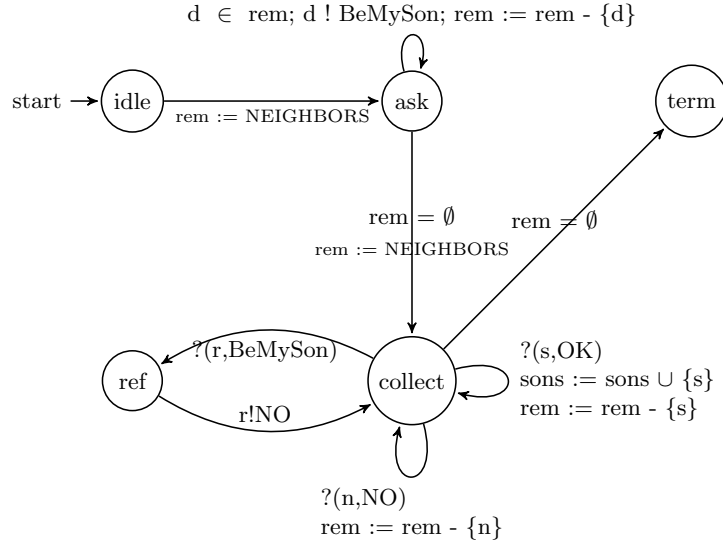 d ∈ rem; d ! BeMySon; rem := rem - {d}
start
idle
ask
term
rem := NEIGHBORS
rem = ∅
rem := NEIGHBORS
rem = ∅
?(r,BeMySon)
ref
collect
?(s,OK)
sons := sons ∪ {s}
rem := rem - {s}
r!NO
?(n,NO)
rem := rem - {n}